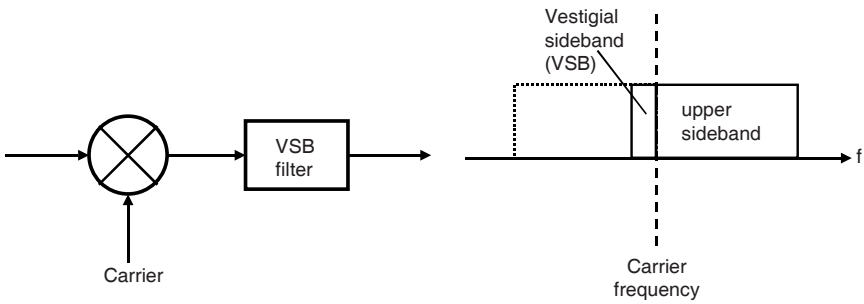 VSB
filter
Carrier
Vestigial
sideband
(VSB)
upper
sideband
f
Carrier
frequency